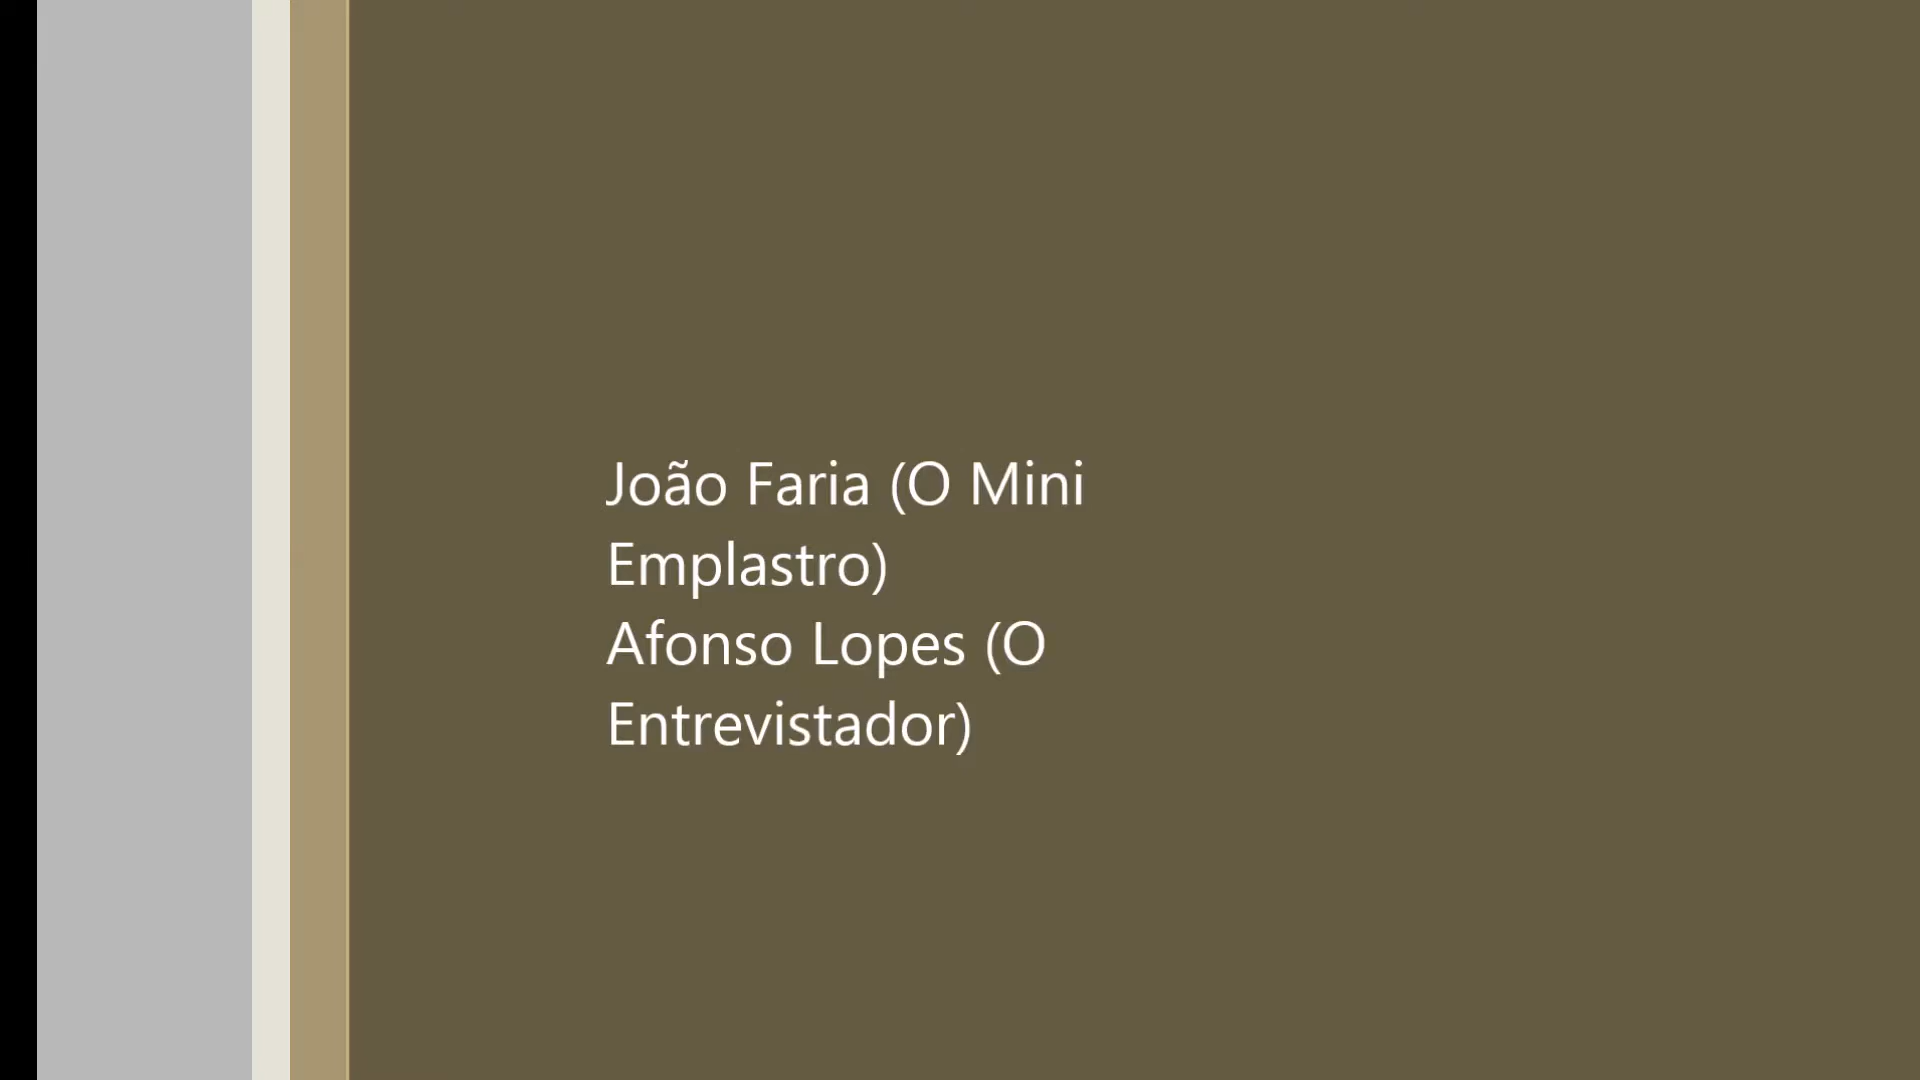 João Faria (O Mini
Emplastro)
Afonso Lopes (O
Entrevistador)